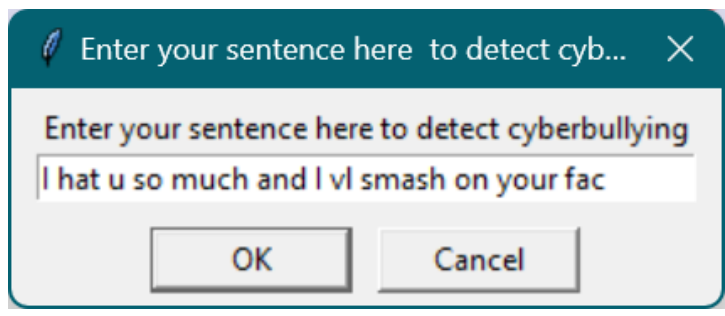 Enter your sentence here  to detect cyb...
Enter your sentence here to detect cyberbullying
I hat u so much and I vl smash on your fac
OK
Cancel